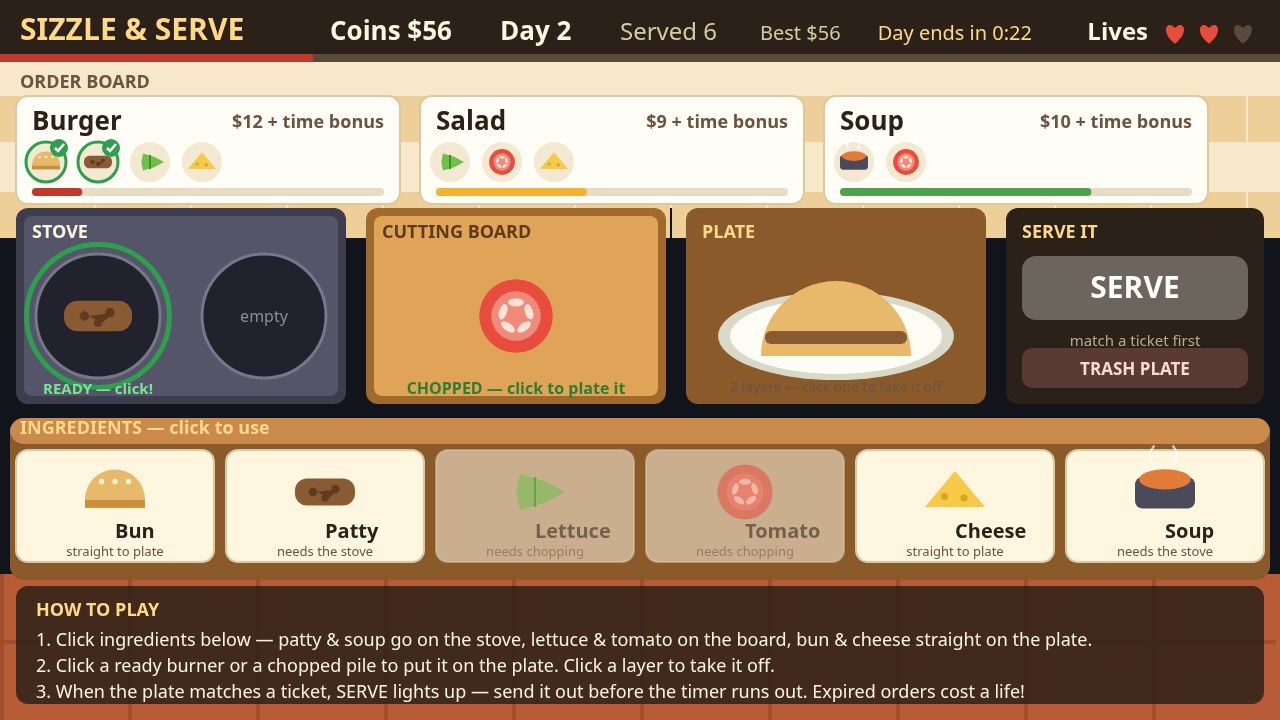 SIZZLE & SERVE
Coins $56
Day 2
Served 6
Best $56
Day ends in 0:22
Lives
ORDER BOARD
Burger
$12 + time bonus
Salad
$9 + time bonus
Soup
$10 + time bonus
STOVE
empty
READY — click!
CUTTING BOARD
CHOPPED — click to plate it
PLATE
2 layers — click one to take it off
SERVE IT
SERVE
match a ticket first
TRASH PLATE
INGREDIENTS — click to use
Bun
straight to plate
Patty
needs the stove
Lettuce
needs chopping
Tomato
needs chopping
Cheese
straight to plate
Soup
needs the stove
HOW TO PLAY
1. Click ingredients below — patty & soup go on the stove, lettuce & tomato on the board, bun & cheese straight on the plate.
2. Click a ready burner or a chopped pile to put it on the plate. Click a layer to take it off.
3. When the plate matches a ticket, SERVE lights up — send it out before the timer runs out. Expired orders cost a life!